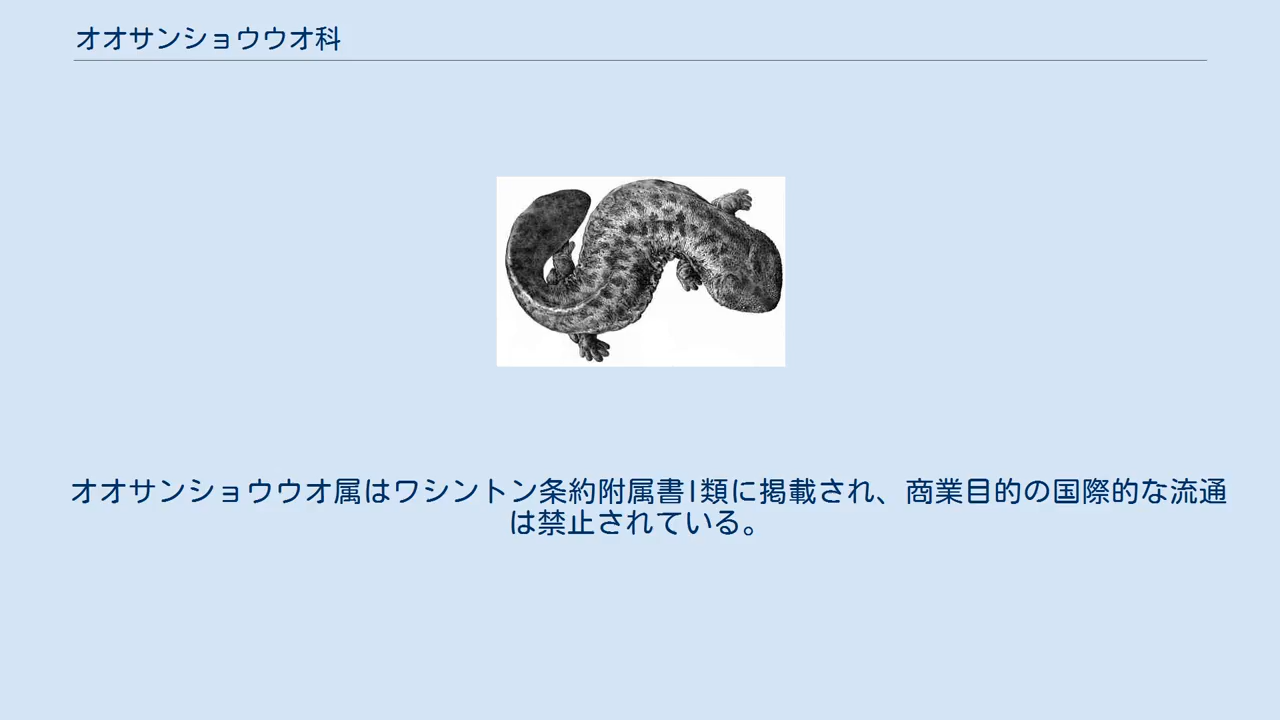 オオサンショウウオ科
オオサンショウウオ属はワシントン条約附属書I類に掲載され、商業目的の国際的な流通
は禁止されている。